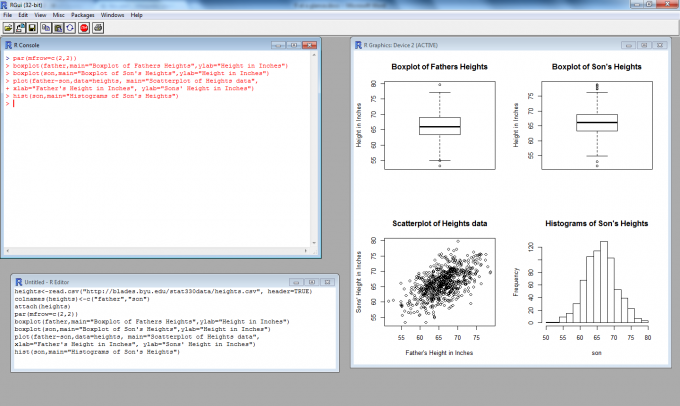 RGui (32-bit)
File Edit View Misc Packages Windows Help
R Console
> par(mfrow=c(2,2))
> boxplot(father,main="Boxplot of Fathers Heights",ylab="Height in Inches")
> boxplot(son,main="Boxplot of Son's Heights",ylab="Height in Inches")
> plot(father~son,data=heights, main="Scatterplot of Heights data",
+ xlab="Father's Height in Inches", ylab="Sons' Height in Inches")
> hist(son,main="Histograms of Son's Heights")
>
R Graphics: Device 2 (ACTIVE)
Boxplot of Fathers Heights
Height in Inches
80
75
70
65
60
55
Boxplot of Son's Heights
Height in Inches
75
70
65
60
55
Scatterplot of Heights data
Sons' Height in Inches
80
75
70
65
60
55
55 60 65 70 75
Father's Height in Inches
Histograms of Son's Heights
Frequency
120
80
60
40
20
0
50 55 60 65 70 75 80
son
Untitled - R Editor
heights<-read.csv("http://blades.byu.edu/stat330data/heights.csv", header=TRUE)
colnames(heights)<-c("father","son")
attach(heights)
par(mfrow=c(2,2))
boxplot(father,main="Boxplot of Fathers Heights",ylab="Height in Inches")
boxplot(son,main="Boxplot of Son's Heights",ylab="Height in Inches")
plot(father~son,data=heights, main="Scatterplot of Heights data",
xlab="Father's Height in Inches", ylab="Sons' Height in Inches")
hist(son,main="Histograms of Son's Heights")